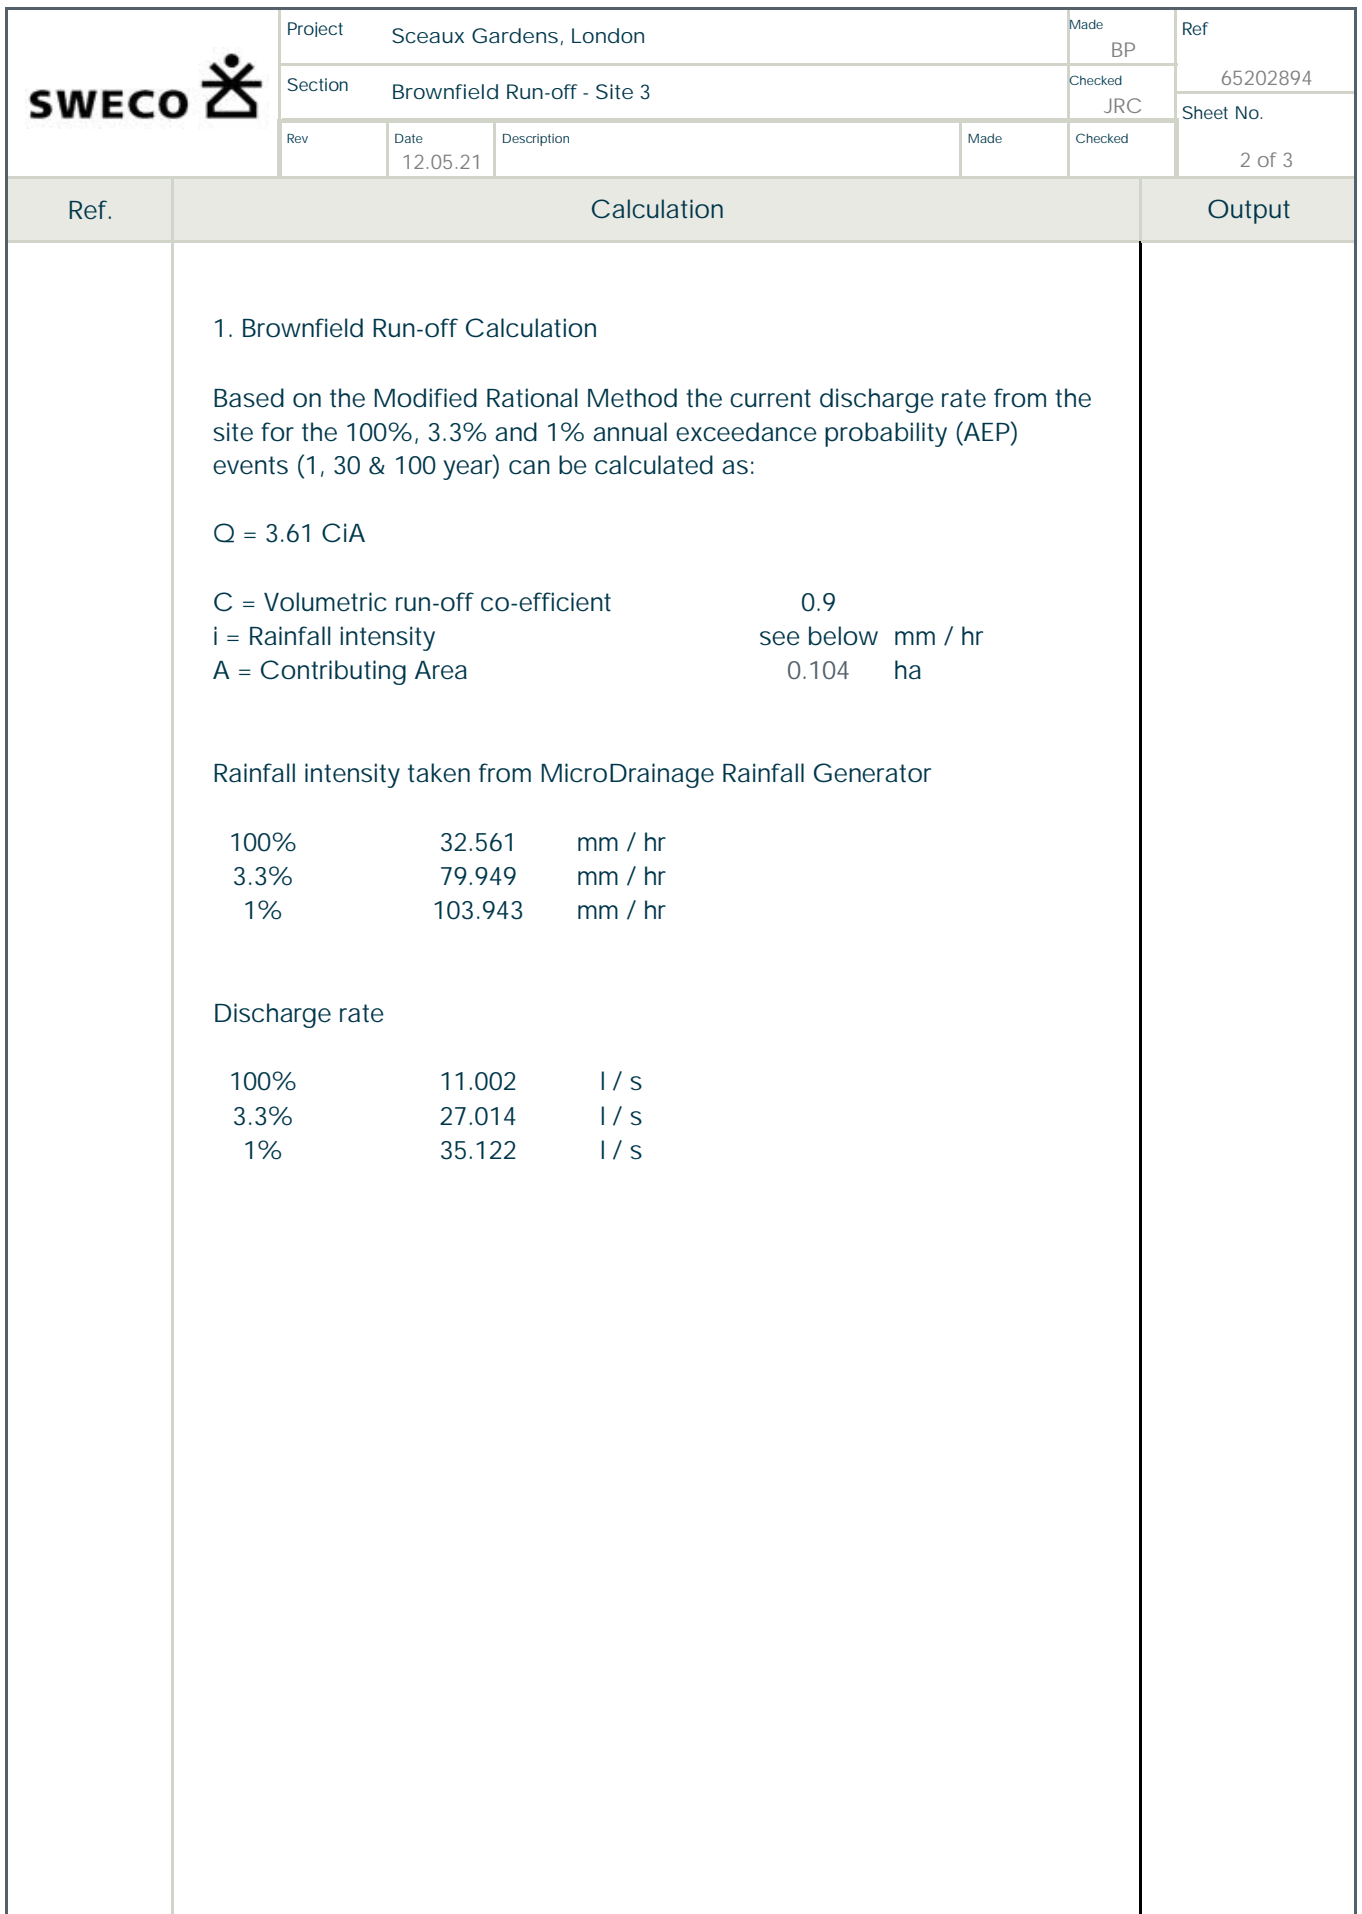 SWECO
Project Sceaux Gardens, London
Made
BP
Ref
65202894
Section Brownfield Run-off - Site 3
Checked
JRC
Sheet No.
2 of 3
Rev
Date
12.05.21
Description
Made
Checked
Ref. Calculation Output
1. Brownfield Run-off Calculation
Based on the Modified Rational Method the current discharge rate from the
site for the 100%, 3.3% and 1% annual exceedance probability (AEP)
events (1, 30 & 100 year) can be calculated as:
Q = 3.61 CiA
C = Volumetric run-off co-efficient 0.9
i = Rainfall intensity see below mm / hr
A = Contributing Area 0.104 ha
Rainfall intensity taken from MicroDrainage Rainfall Generator
100% 32.561 mm / hr
3.3% 79.949 mm / hr
1% 103.943 mm / hr
Discharge rate
100% 11.002 l / s
3.3% 27.014 l / s
1% 35.122 l / s